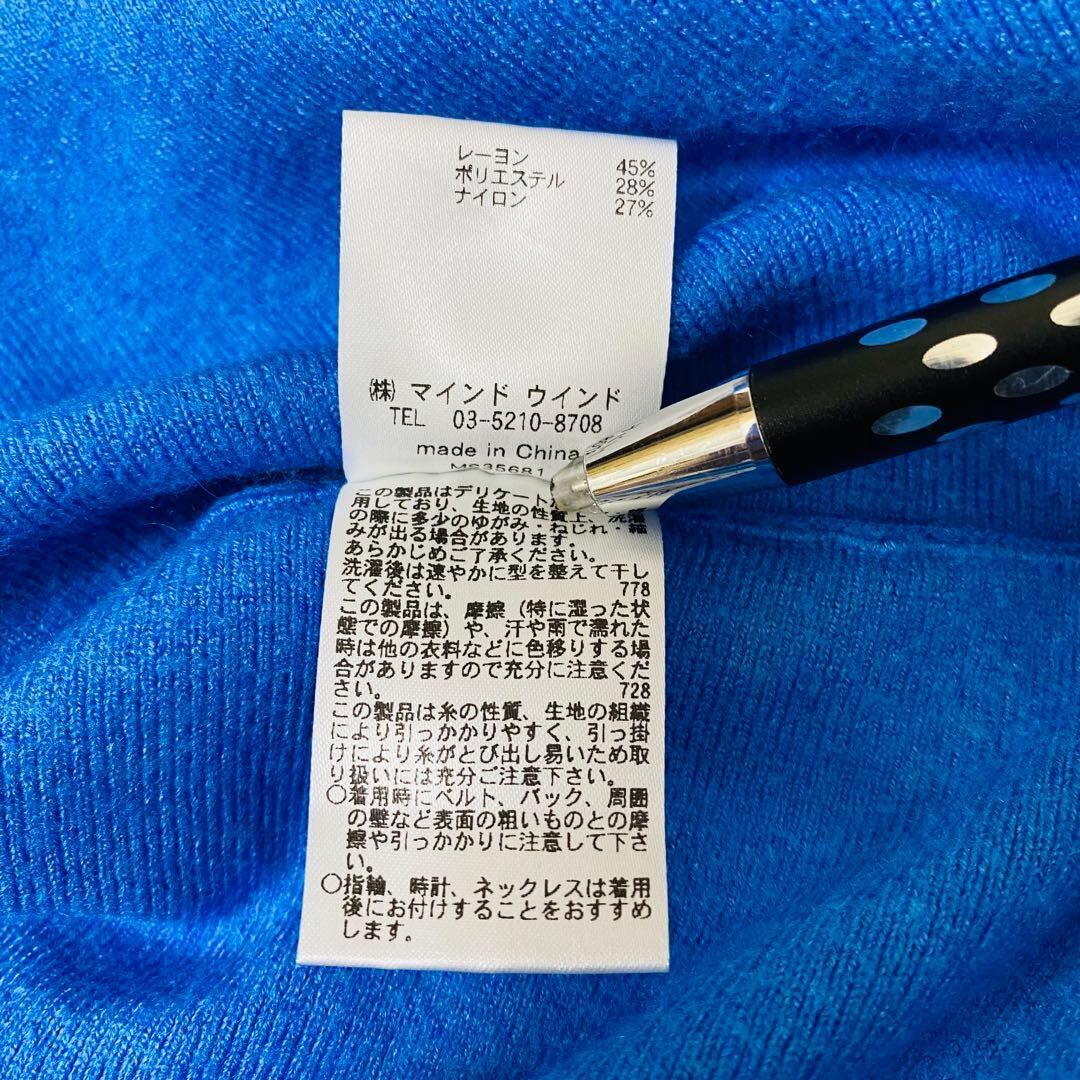 レーヨン 45%
ポリエステル 28%
ナイロン 27%
㈱ マインド ウインド
TEL 03-5210-8708
made in China
MS35681
この製品はデリケート
用しており、生地の性質上、洗濯
の際に多少のゆがみ・ねじれ・縮
みが出る場合があります。
あらかじめご了承ください。
洗濯後は速やかに型を整えて干し
てください。 778
この製品は、摩擦（特に湿った状
態での摩擦）や、汗や雨で濡れた
時は他の衣料などに色移りする場
合がありますので充分に注意くだ
さい。 728
この製品は糸の性質、生地の組織
により引っかかりやすく、引っ掛
けにより糸がとび出し易いため取
り扱いには充分ご注意下さい。
○着用時にベルト、バック、周囲
の壁など表面の粗いものとの摩
擦や引っかかりに注意して下さ
い。
○指輪、時計、ネックレスは着用
後にお付けすることをおすすめ
します。